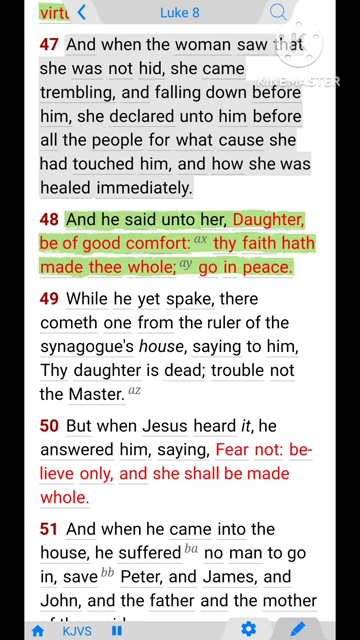 virtu
Luke 8
47 And when the woman saw that
she was not hid, she came
trembling, and falling down before
him, she declared unto him before
all the people for what cause she
had touched him, and how she was
healed immediately.
KINEMASTER
48 And he said unto her, Daughter,
be of good comfort: ax thy faith hath
made thee whole; ay go in peace.
49 While he yet spake, there
cometh one from the ruler of the
synagogue's house, saying to him,
Thy daughter is dead; trouble not
the Master. az
50 But when Jesus heard it, he
answered him, saying, Fear not: be-
lieve only, and she shall be made
whole.
51 And when he came into the
house, he suffered ba no man to go
in, save bb Peter, and James, and
John, and the father and the mother
KJVS